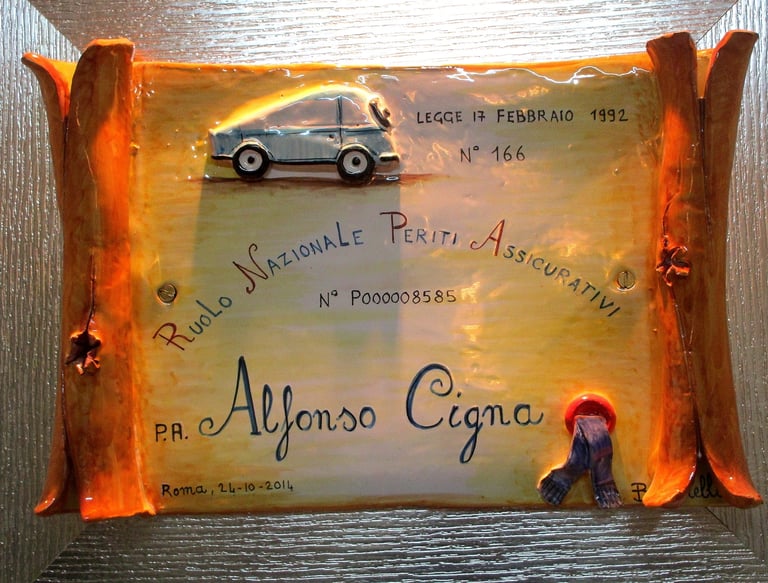 LEGGE 17 FEBBRAIO 1992
N° 166
RUOLO NAZIONALE PERITI ASSICURATIVI
N° P000008585
P.A. Alfonso Cigna
Roma, 24-10-2014